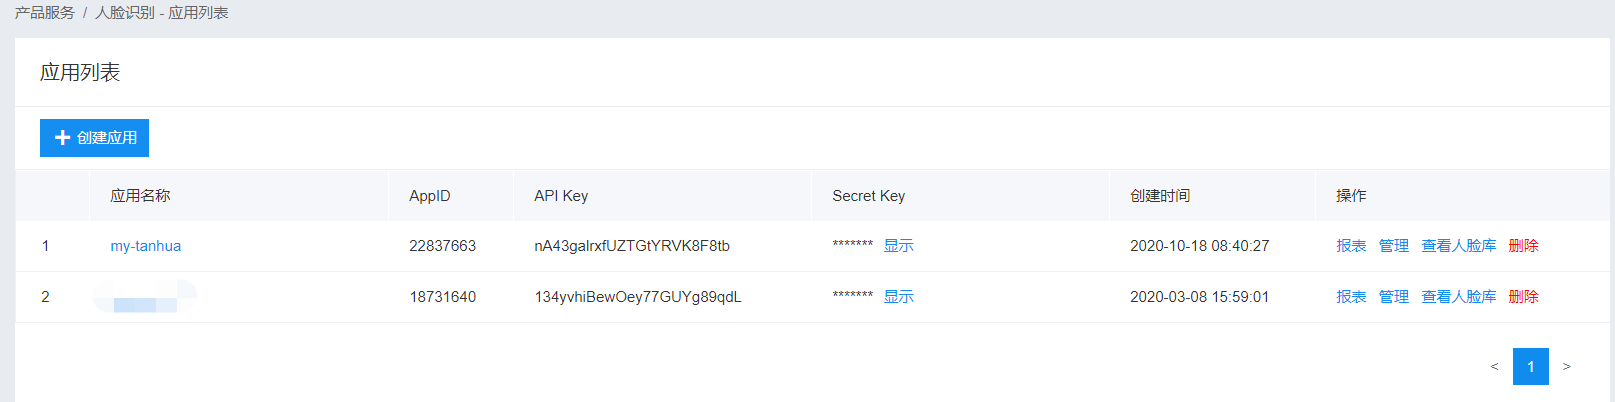 产品服务 / 人脸识别 - 应用列表
应用列表
+ 创建应用
应用名称 AppID API Key Secret Key 创建时间 操作
1 my-tanhua 22837663 nA43galrxfUZTGtYRVK8F8tb ******* 显示 2020-10-18 08:40:27 报表 管理 查看人脸库 删除
2 18731640 134yvhiBewOey77GUYg89qdL ******* 显示 2020-03-08 15:59:01 报表 管理 查看人脸库 删除
< 1 >